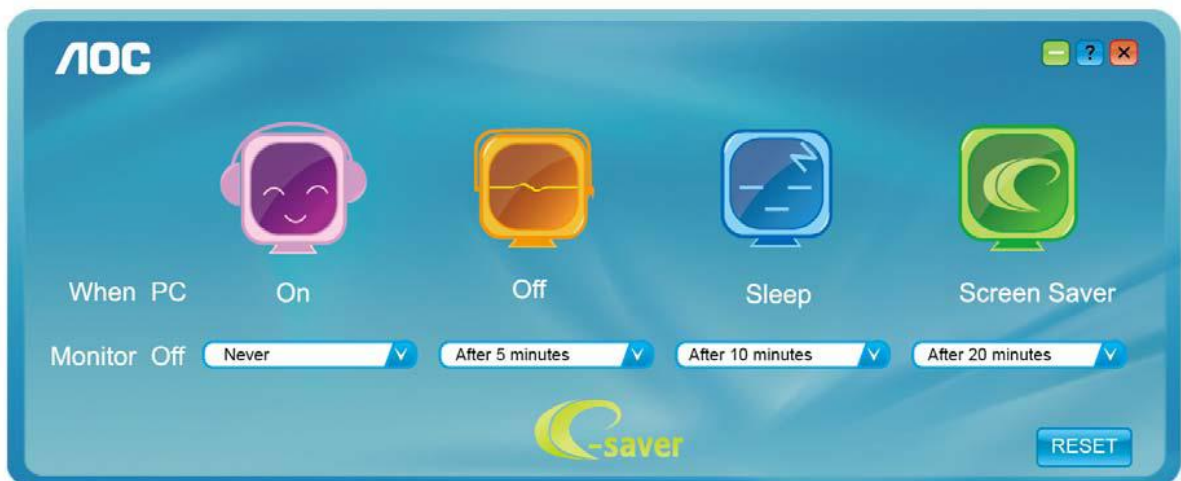 AOC
?
When PC On Off Sleep Screen Saver
Monitor Off Never After 5 minutes After 10 minutes After 20 minutes
e-saver
RESET